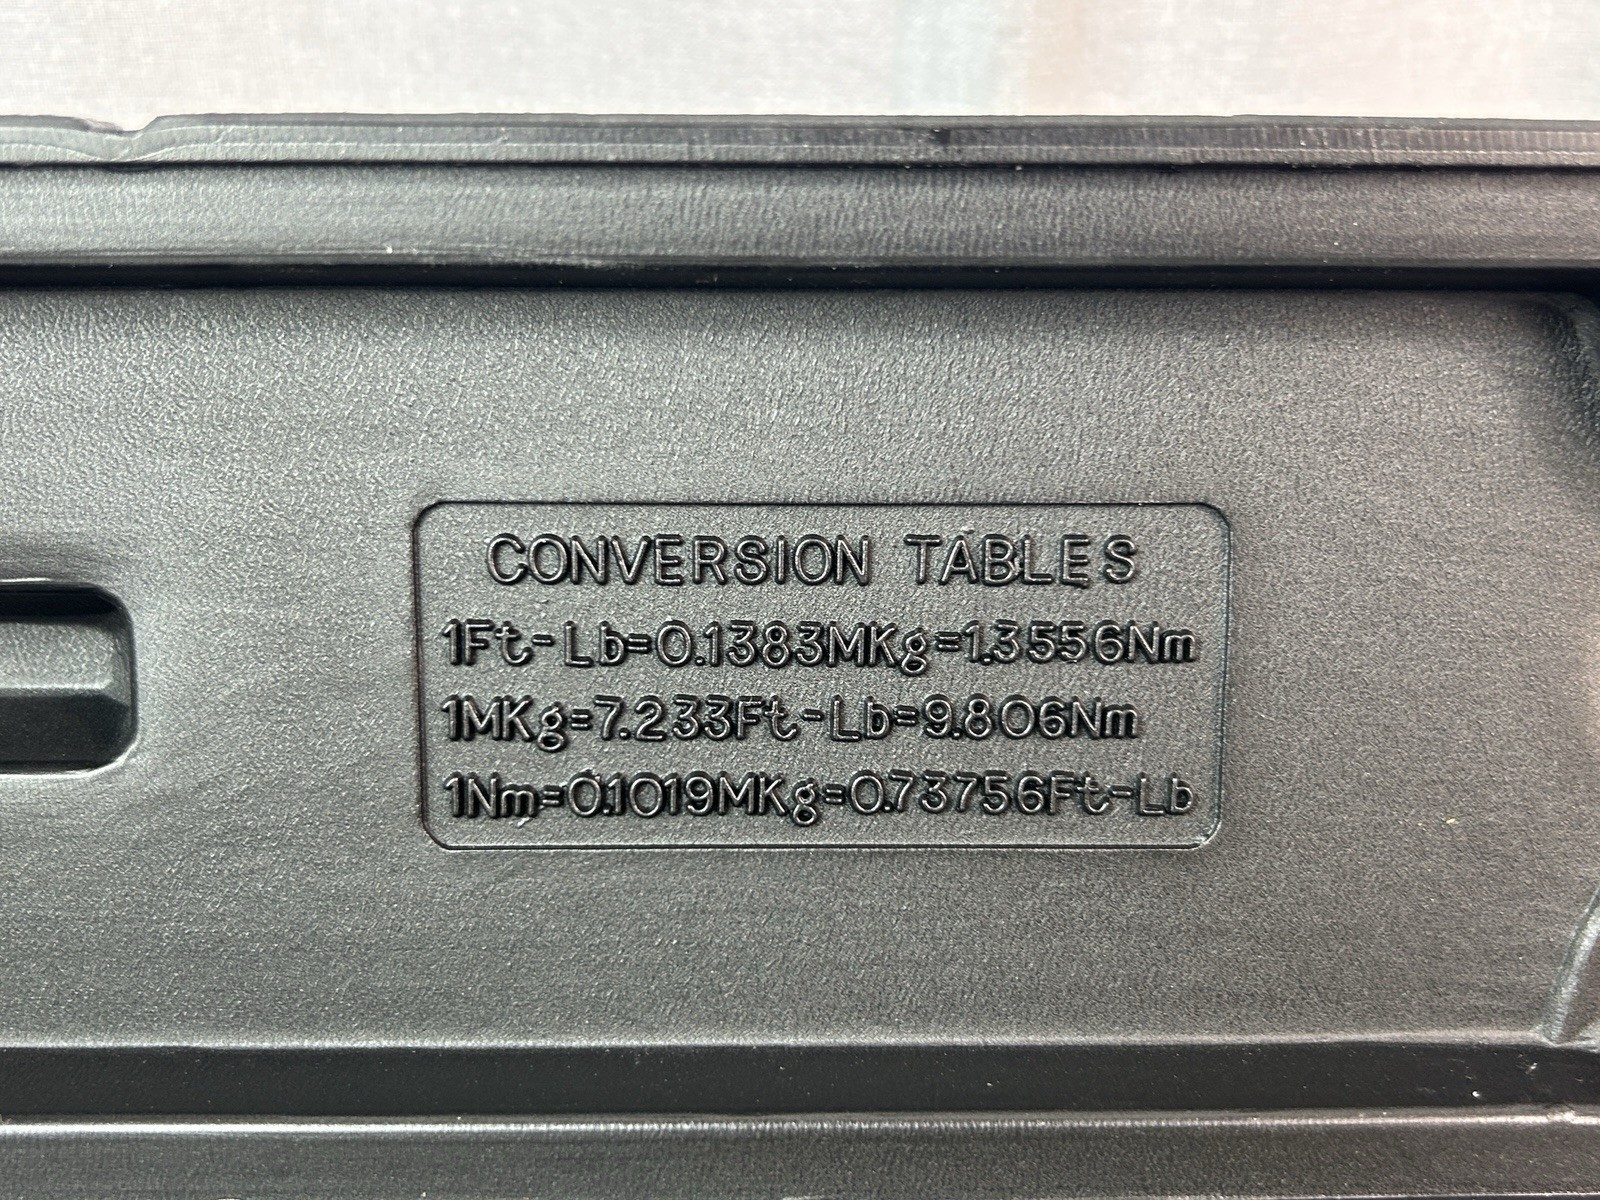 CONVERSION TABLES
1Ft-Lb=0.1383MKg=1.3556Nm
1MKg=7.233Ft-Lb=9.806Nm
1Nm=0.1019MKg=0.73756Ft-Lb